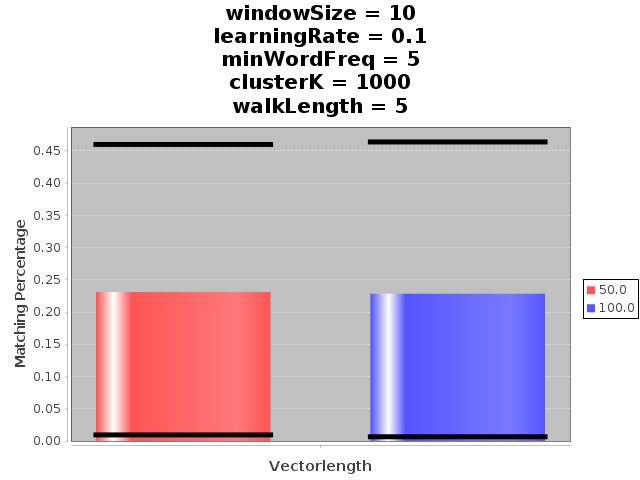 windowSize = 10
learningRate = 0.1
minWordFreq = 5
clusterK = 1000
walkLength = 5
0.45
0.40
0.35
0.30
0.25
0.20
0.15
0.10
0.05
0.00
Matching Percentage
Vectorlength
50.0
100.0